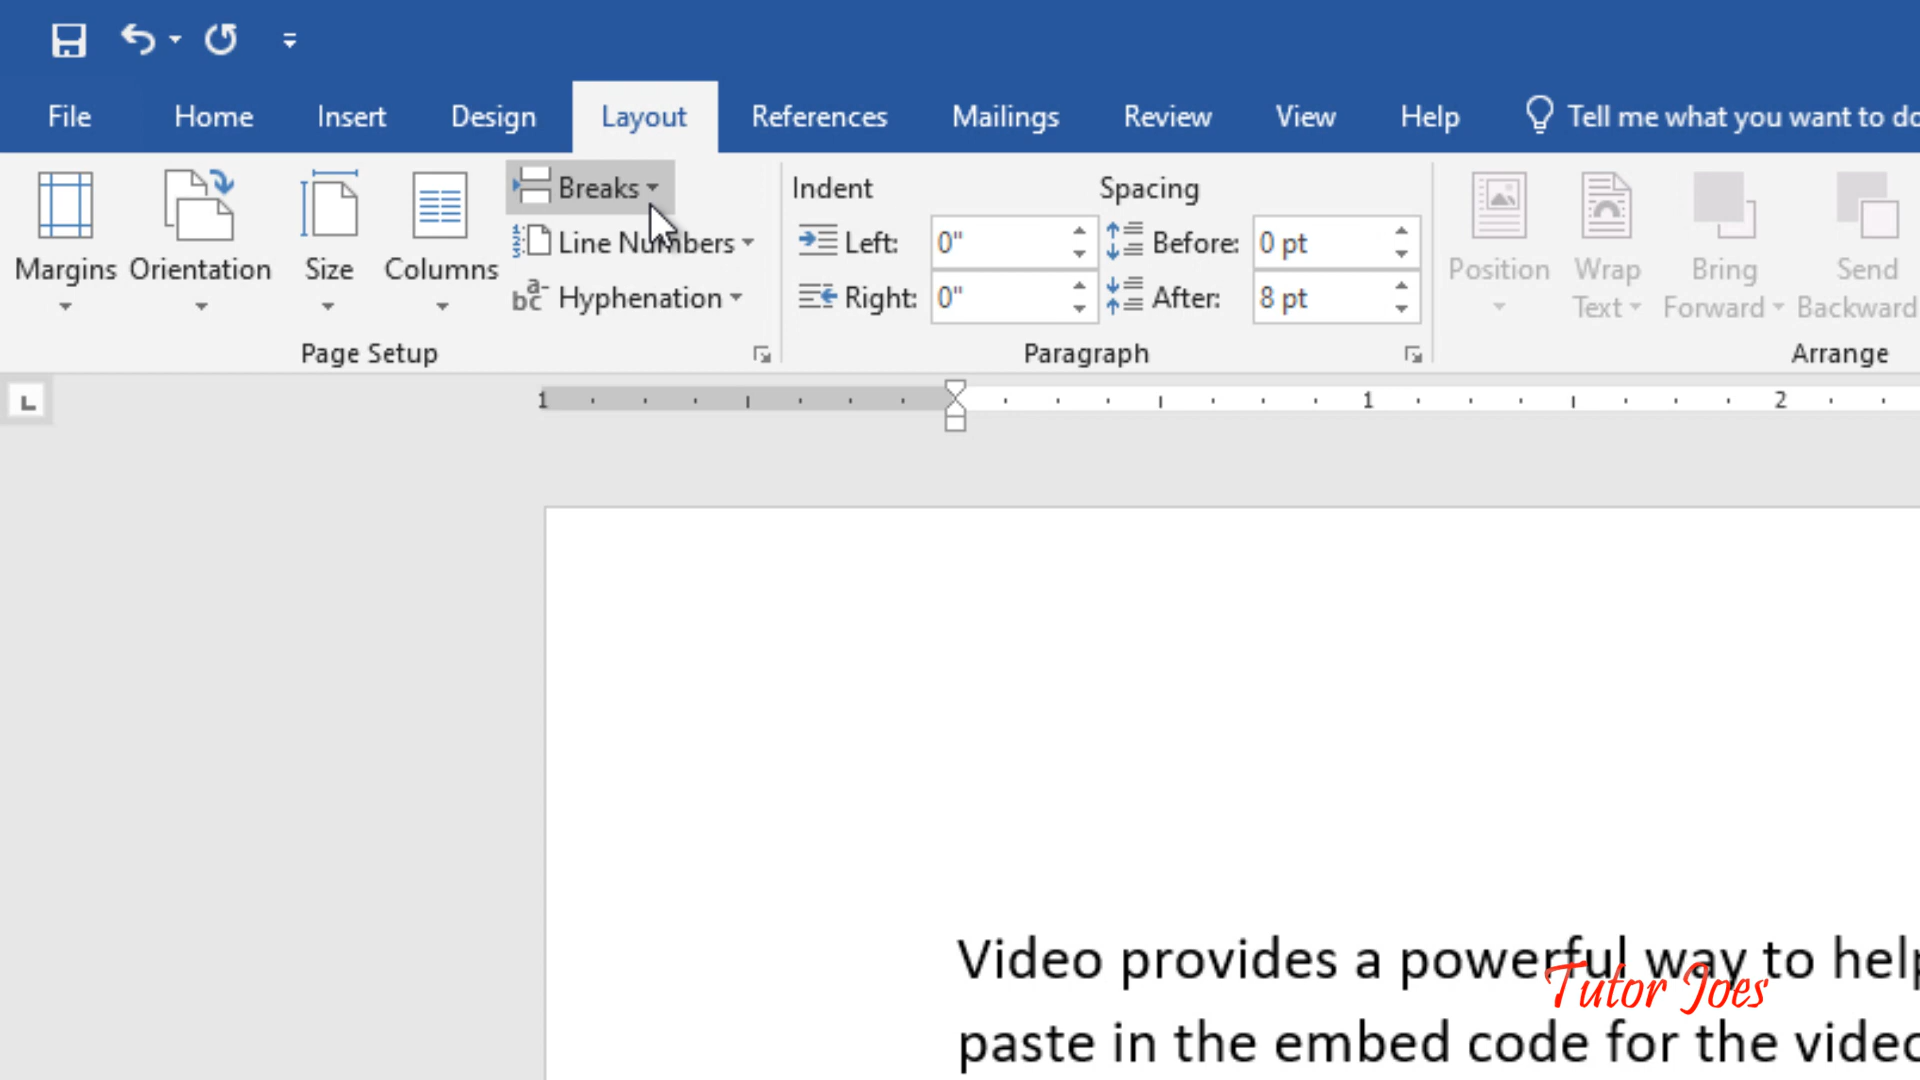 File Home Insert Design Layout References Mailings Review View Help Tell me what you want to do
Breaks Indent Spacing
Line Numbers Left: 0" Before: 0 pt
Margins Orientation Size Columns Position Wrap Text Bring Forward Send Backward
Hyphenation Right: 0" After: 8 pt
Page Setup Paragraph Arrange
1 1 2
Video provides a powerful way to help
Tutor Joes
paste in the embed code for the video